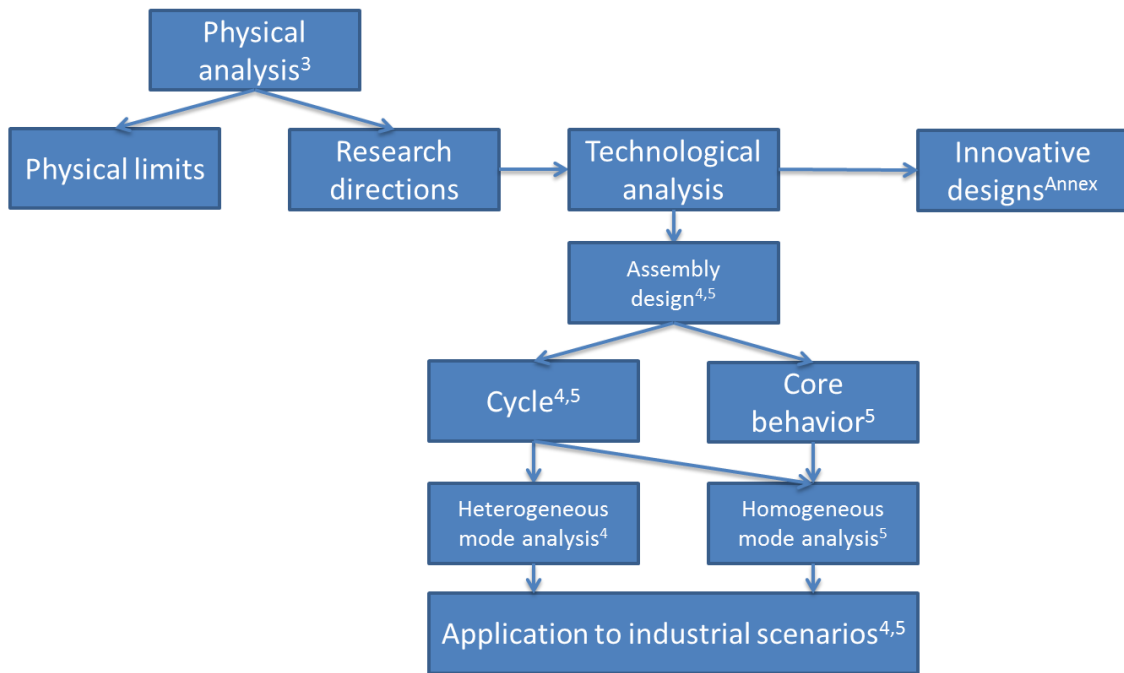 Physical
analysis³
Physical limits
Research
directions
Technological
analysis
Innovative
designsᴬⁿⁿᵉˣ
Assembly
design⁴,⁵
Cycle⁴,⁵
Core
behavior⁵
Heterogeneous
mode analysis⁴
Homogeneous
mode analysis⁵
Application to industrial scenarios⁴,⁵